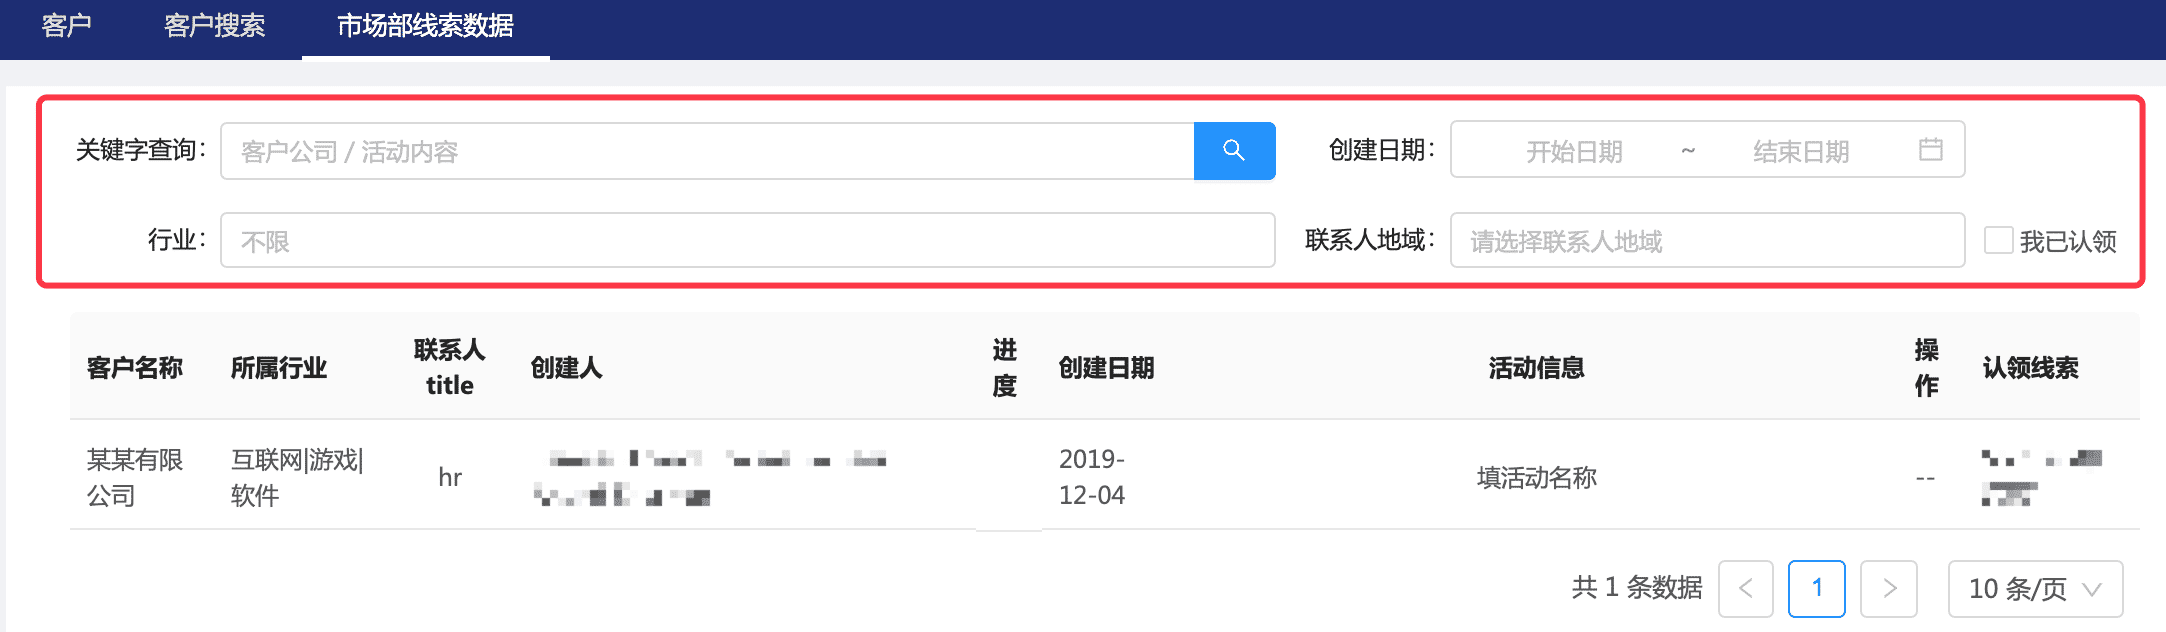 客户 客户搜索 市场部线索数据
关键字查询： 客户公司 / 活动内容 创建日期： 开始日期 ~ 结束日期
行业： 不限 联系人地域： 请选择联系人地域 我已认领
客户名称 所属行业 联系人 title 创建人 进度 创建日期 活动信息 操作 认领线索
某某有限 互联网|游戏| hr 2019- 填活动名称 --
公司 软件 12-04
共 1 条数据 < 1 > 10 条/页